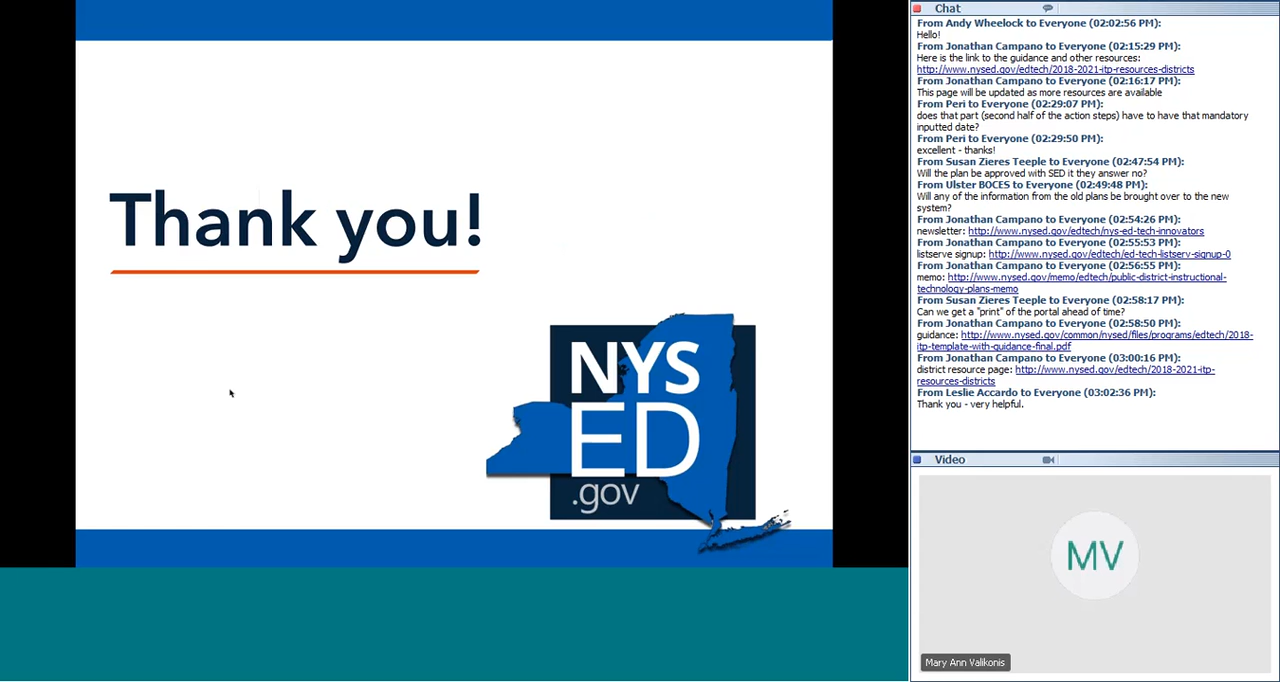 Thank you!
NYS
ED
.gov
Chat
From Andy Wheelock to Everyone (02:02:56 PM):
Hello!
From Jonathan Campano to Everyone (02:15:29 PM):
Here is the link to the guidance and other resources:
http://www.nysed.gov/edtech/2018-2021-itp-resources-districts
From Jonathan Campano to Everyone (02:16:17 PM):
This page will be updated as more resources are available
From Peri to Everyone (02:29:07 PM):
does that part (second half of the action steps) have to have that mandatory
inputted date?
From Peri to Everyone (02:29:50 PM):
excellent - thanks!
From Susan Zieres Teeple to Everyone (02:47:54 PM):
Will the plan be approved with SED it they answer no?
From Ulster BOCES to Everyone (02:49:48 PM):
Will any of the information from the old plans be brought over to the new
system?
From Jonathan Campano to Everyone (02:54:26 PM):
newsletter: http://www.nysed.gov/edtech/nys-ed-tech-innovators
From Jonathan Campano to Everyone (02:55:53 PM):
listserve signup: http://www.nysed.gov/edtech/ed-tech-listserv-signup-0
From Jonathan Campano to Everyone (02:56:55 PM):
memo: http://www.nysed.gov/memo/edtech/public-district-instructional-
technology-plans-memo
From Susan Zieres Teeple to Everyone (02:58:17 PM):
Can we get a "print" of the portal ahead of time?
From Jonathan Campano to Everyone (02:58:50 PM):
guidance: http://www.nysed.gov/common/nysed/files/programs/edtech/2018-
itp-template-with-guidance-final.pdf
From Jonathan Campano to Everyone (03:00:16 PM):
district resource page: http://www.nysed.gov/edtech/2018-2021-itp-
resources-districts
From Leslie Accardo to Everyone (03:02:36 PM):
Thank you - very helpful.
Video
MV
Mary Ann Valikonis